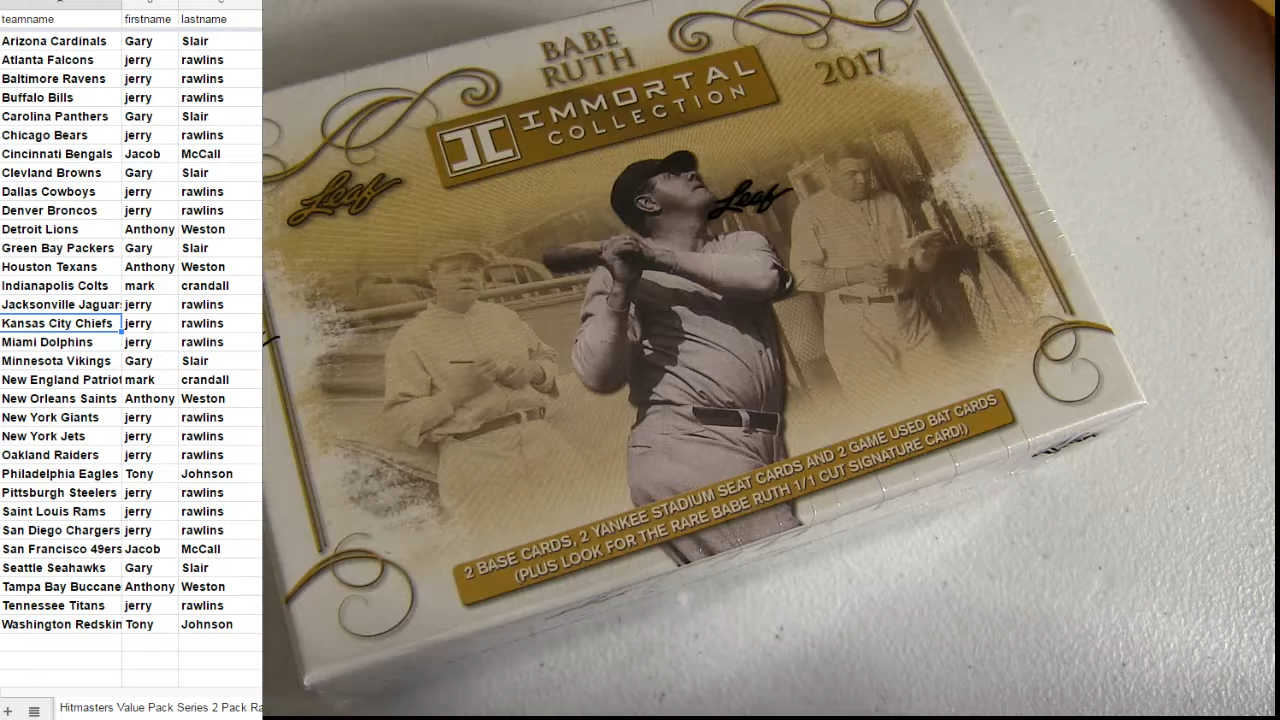 teamname firstname lastname
Arizona Cardinals Gary Slair
Atlanta Falcons jerry rawlins
Baltimore Ravens jerry rawlins
Buffalo Bills jerry rawlins
Carolina Panthers Gary Slair
Chicago Bears jerry rawlins
Cincinnati Bengals Jacob McCall
Clevland Browns Gary Slair
Dallas Cowboys jerry rawlins
Denver Broncos jerry rawlins
Detroit Lions Anthony Weston
Green Bay Packers Gary Slair
Houston Texans Anthony Weston
Indianapolis Colts mark crandall
Jacksonville Jaguar jerry rawlins
Kansas City Chiefs jerry rawlins
Miami Dolphins jerry rawlins
Minnesota Vikings Gary Slair
New England Patriot mark crandall
New Orleans Saints Anthony Weston
New York Giants jerry rawlins
New York Jets jerry rawlins
Oakland Raiders jerry rawlins
Philadelphia Eagles Tony Johnson
Pittsburgh Steelers jerry rawlins
Saint Louis Rams jerry rawlins
San Diego Chargers jerry rawlins
San Francisco 49ers Jacob McCall
Seattle Seahawks Gary Slair
Tampa Bay Buccane Anthony Weston
Tennessee Titans jerry rawlins
Washington Redskin Tony Johnson
Hitmasters Value Pack Series 2 Pack Ra
BABE
RUTH
2017
IC IMMORTAL
COLLECTION
Leaf
Leaf
2 BASE CARDS, 2 YANKEE STADIUM SEAT CARDS AND 2 GAME USED BAT CARDS
(PLUS LOOK FOR THE RARE BABE RUTH 1/1 CUT SIGNATURE CARD!)